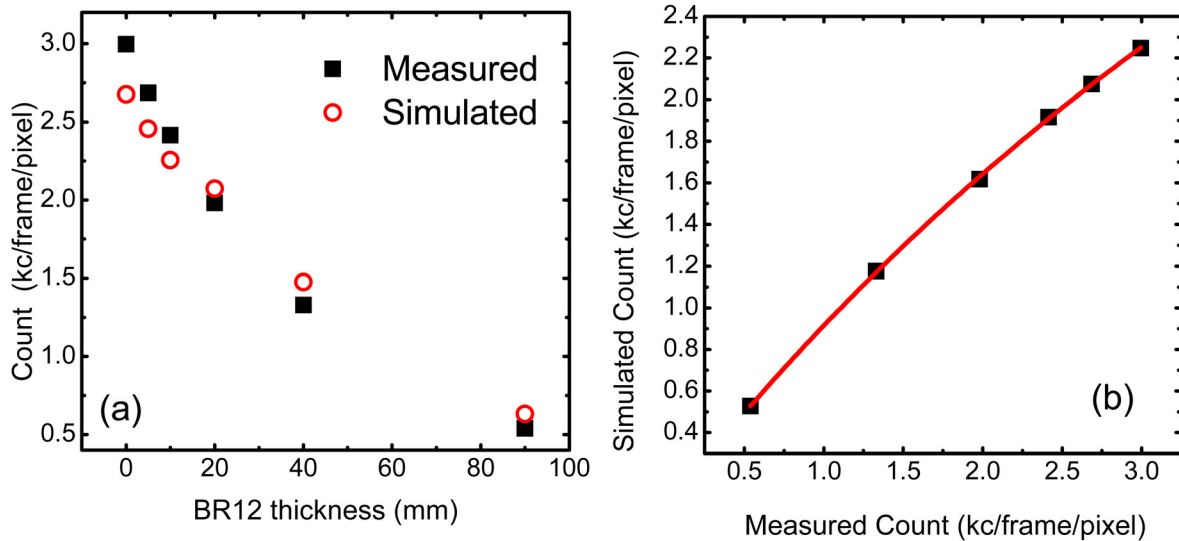 Count (kc/frame/pixel)
3.0
2.5
2.0
1.5
1.0
0.5
Measured
Simulated
(a)
0 20 40 60 80 100
BR12 thickness (mm)
Simulated Count (kc/frame/pixel)
2.4
2.2
2.0
1.8
1.6
1.4
1.2
1.0
0.8
0.6
0.4
(b)
0.5 1.0 1.5 2.0 2.5 3.0
Measured Count (kc/frame/pixel)